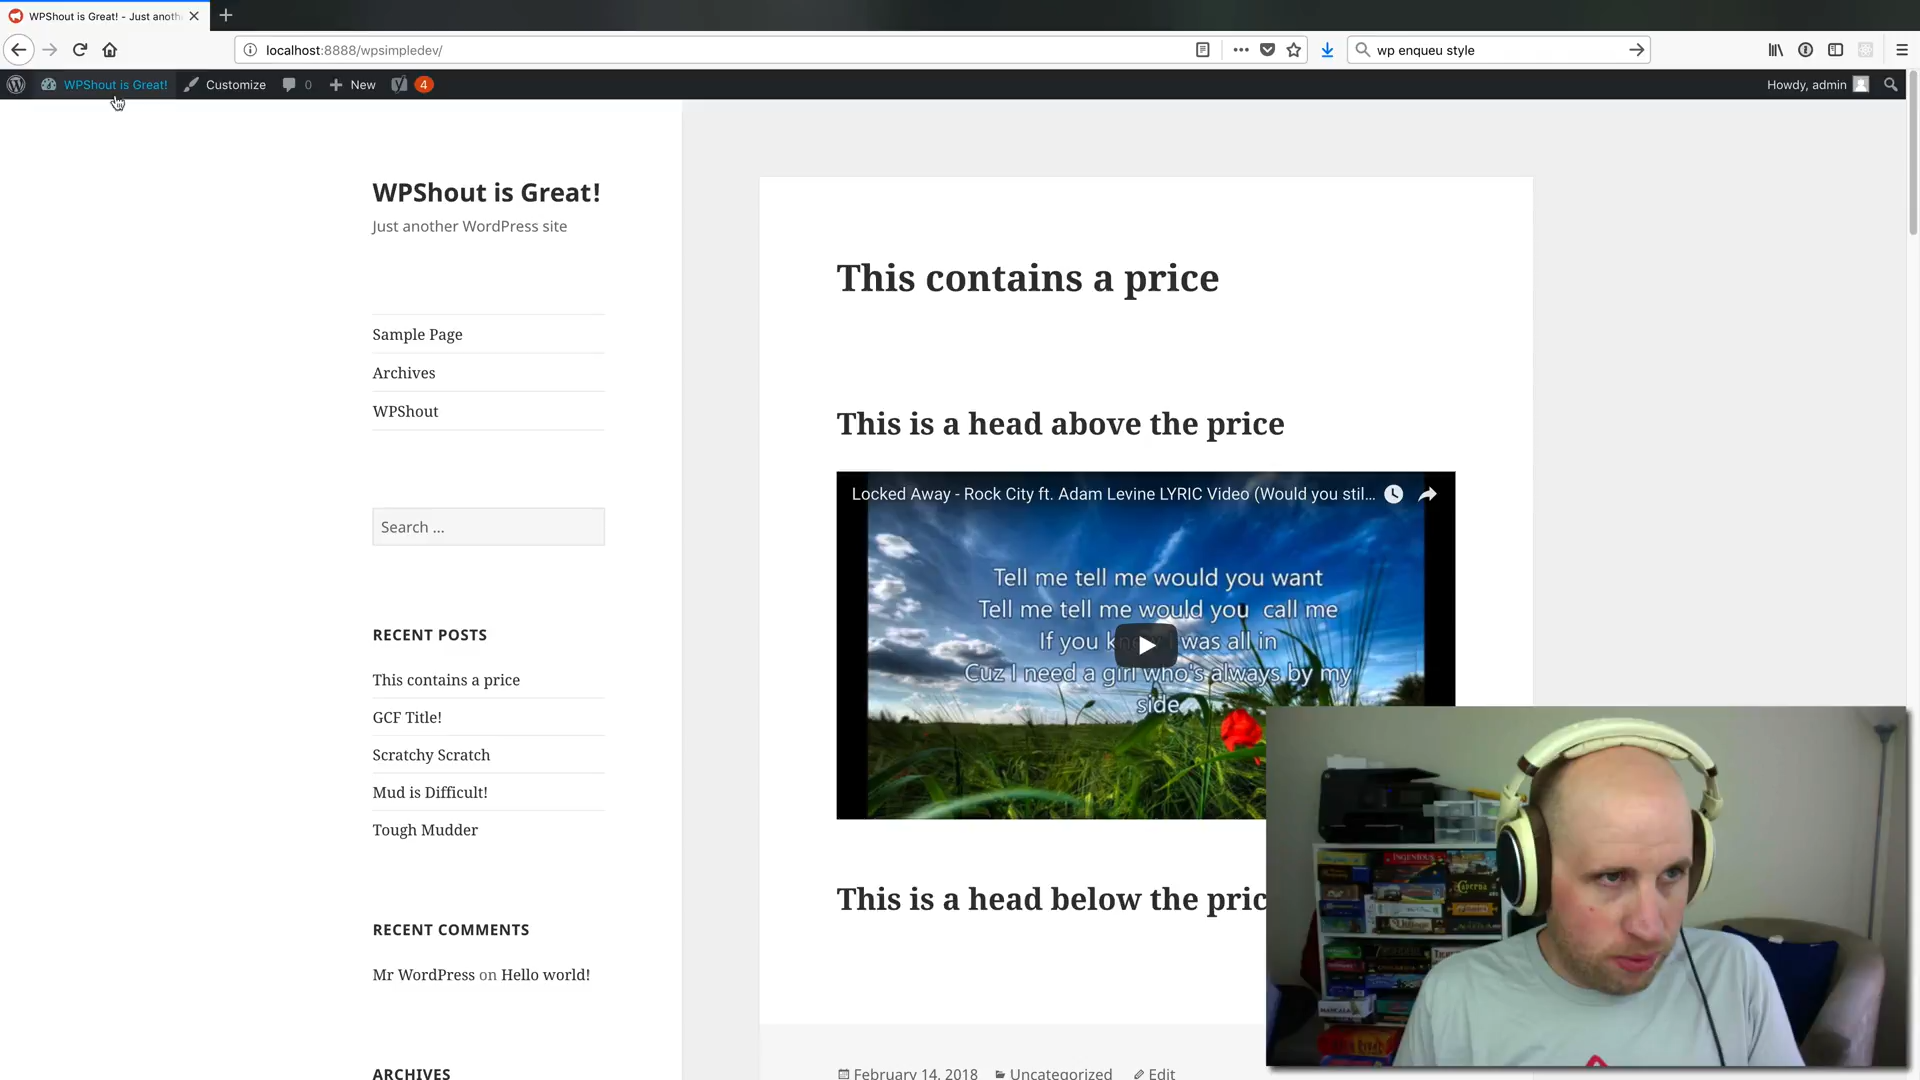 WPShout is Great! - Just anoth
localhost:8888/wpsimpledev/
wp enqueu style
WPShout is Great!
Customize
0
New
4
Howdy, admin
WPShout is Great!
Just another WordPress site
Sample Page
Archives
WPShout
Search ...
RECENT POSTS
This contains a price
GCF Title!
Scratchy Scratch
Mud is Difficult!
Tough Mudder
RECENT COMMENTS
Mr WordPress on Hello world!
ARCHIVES
This contains a price
This is a head above the price
Locked Away - Rock City ft. Adam Levine LYRIC Video (Would you stil...
Tell me tell me would you want
Tell me tell me would you call me
If you was all in
Cuz I need a girl who's always by my
side
This is a head below the pric
February 14, 2018
Uncategorized
Edit
INGENIOUS
Caverna